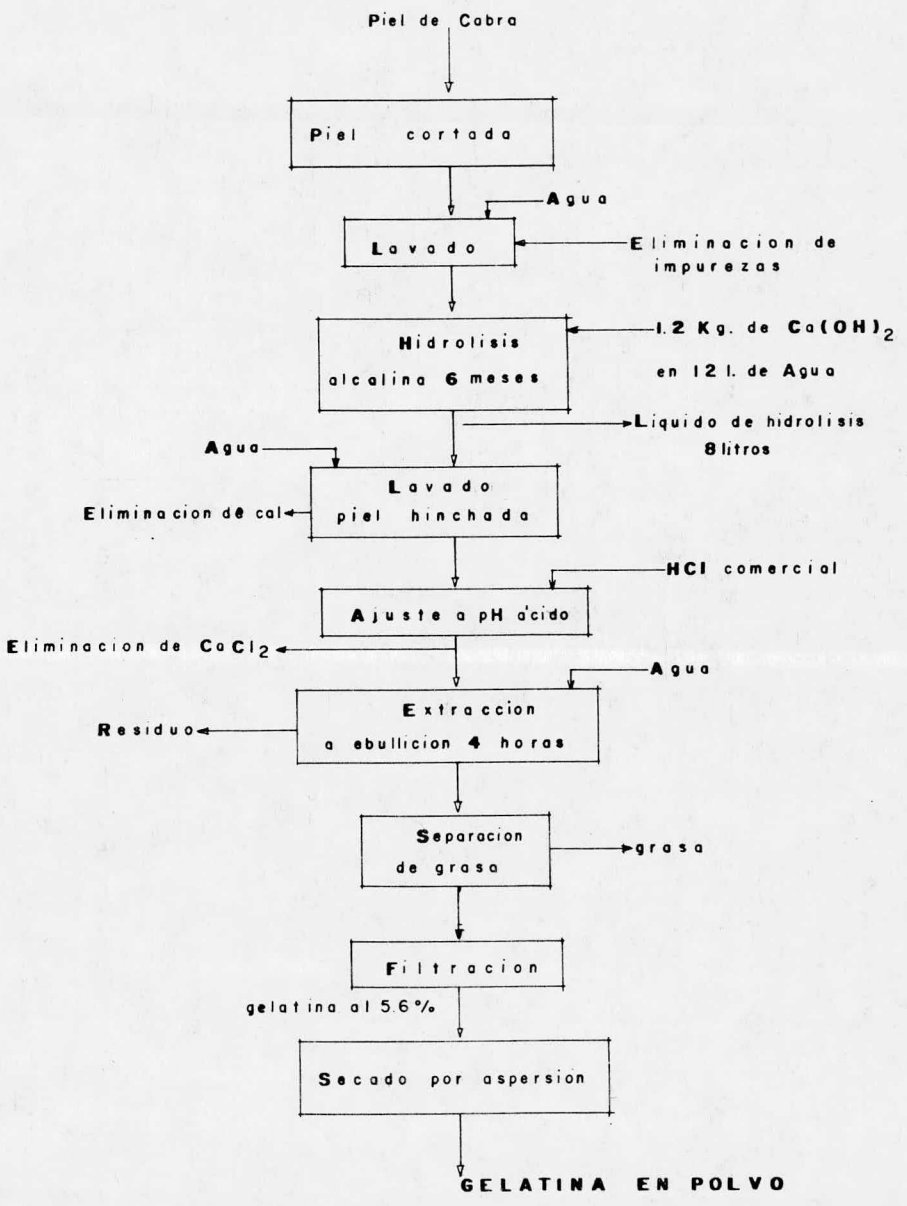 Piel de Cabra
Piel cortada
Agua
Lavado
Eliminacion de
impurezas
Hidrolisis
alcalina 6 meses
1.2 Kg. de Ca(OH)2
en 12 l. de Agua
Liquido de hidrolisis
8 litros
Agua
Lavado
piel hinchada
Eliminacion de cal
HCl comercial
Ajuste a pH ácido
Eliminacion de CaCl2
Agua
Extraccion
a ebullicion 4 horas
Residuo
Separacion
de grasa
grasa
Filtracion
gelatina al 5.6%
Secado por aspersion
GELATINA EN POLVO